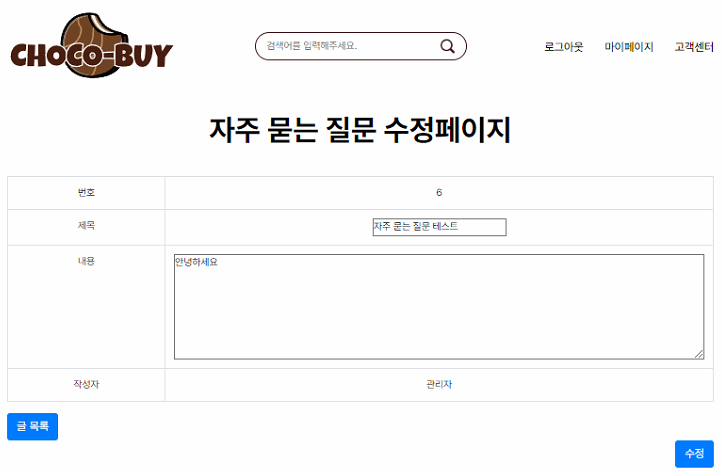 CHOCO-BUY
검색어를 입력해주세요.
로그아웃 마이페이지 고객센터
자주 묻는 질문 수정페이지
번호 6
제목 자주 묻는 질문 테스트
내용 안녕하세요
작성자 관리자
글 목록
수정